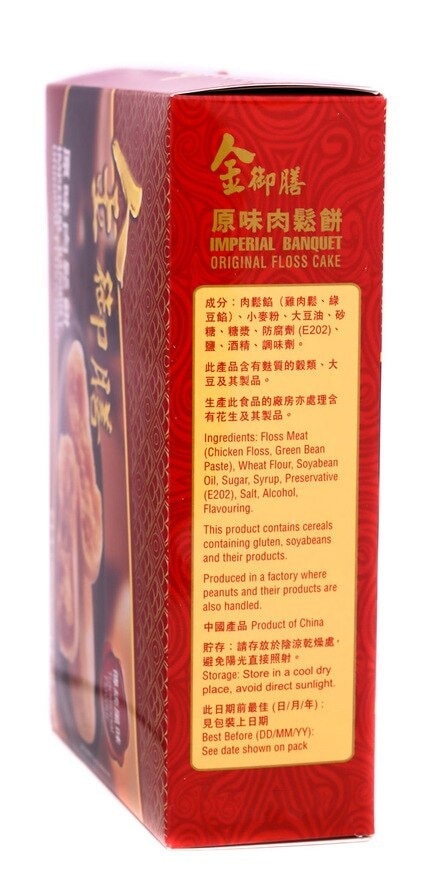 金御膳
原味肉鬆餅
IMPERIAL BANQUET
ORIGINAL FLOSS CAKE
成分：肉鬆餡（雞肉鬆、綠
豆餡）、小麥粉、大豆油、砂
糖、糖漿、防腐劑 (E202)、
鹽、酒精、調味劑。
此產品含有麩質的穀類、大
豆及其製品。
生產此食品的廠房亦處理含
有花生及其製品。
Ingredients: Floss Meat
(Chicken Floss, Green Bean
Paste), Wheat Flour, Soyabean
Oil, Sugar, Syrup, Preservative
(E202), Salt, Alcohol,
Flavouring.
This product contains cereals
containing gluten, soyabeans
and their products.
Produced in a factory where
peanuts and their products are
also handled.
中國產品 Product of China
貯存：請存放於陰涼乾燥處，
避免陽光直接照射。
Storage: Store in a cool dry
place, avoid direct sunlight.
此日期前最佳 (日/月/年)：
見包裝上日期
Best Before (DD/MM/YY):
See date shown on pack
金御膳